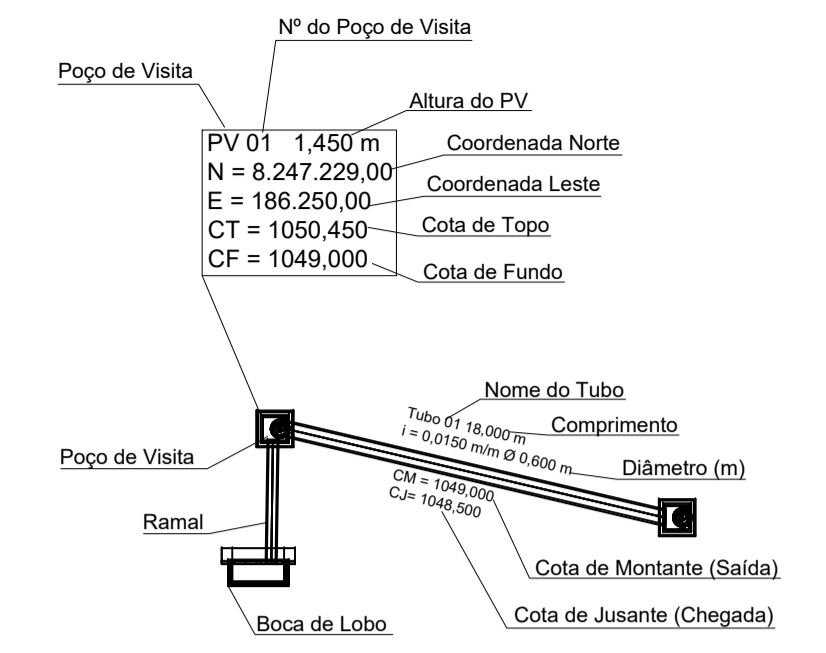 Nº do Poço de Visita
Poço de Visita
Altura do PV
PV 01 1,450 m
Coordenada Norte
N = 8.247.229,00
Coordenada Leste
E = 186.250,00
Cota de Topo
CT = 1050,450
Cota de Fundo
CF = 1049,000
Nome do Tubo
Tubo 01 18,000 m
Comprimento
i = 0,0150 m/m Ø 0,600 m
Diâmetro (m)
Poço de Visita
CM = 1049,000
CJ= 1048,500
Ramal
Cota de Montante (Saída)
Cota de Jusante (Chegada)
Boca de Lobo